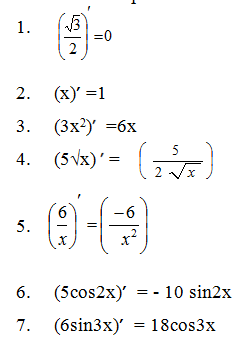 1. (√3/2)′ =0
2. (x)′ =1
3. (3x²)′ =6x
4. (5√x)′ = (5/(2√x))
5. (6/x)′ = (−6/x²)
6. (5cos2x)′ = - 10 sin2x
7. (6sin3x)′ = 18cos3x